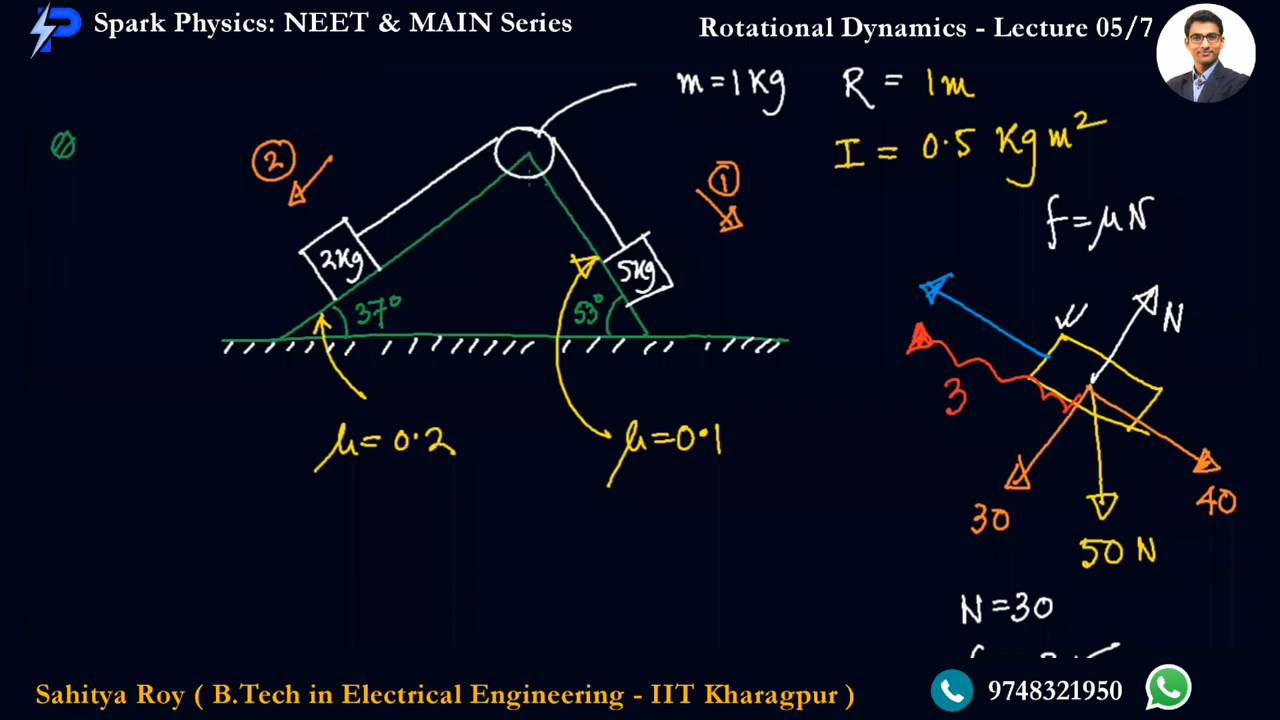 Spark Physics: NEET & MAIN Series
Rotational Dynamics - Lecture 05/7
m = 1 Kg R = 1m
I = 0.5 Kg m²
f = μN
② ①
2Kg
5Kg
37°
53°
N
3
30
40
50 N
μ = 0.2
μ = 0.1
N = 30
Sahitya Roy ( B.Tech in Electrical Engineering - IIT Kharagpur )
9748321950